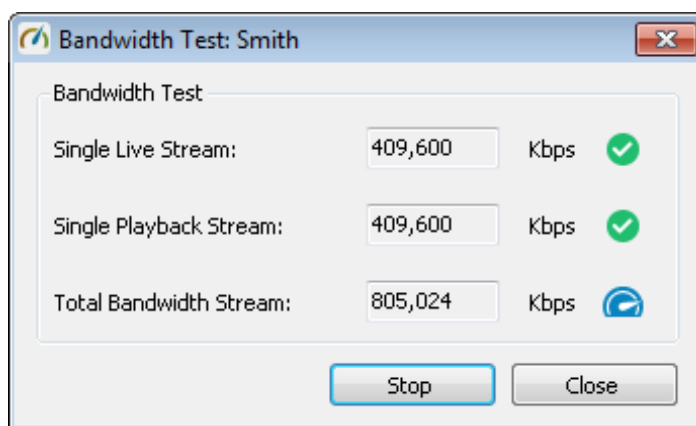 Bandwidth Test: Smith
Bandwidth Test
Single Live Stream: 409,600 Kbps
Single Playback Stream: 409,600 Kbps
Total Bandwidth Stream: 805,024 Kbps
Stop Close